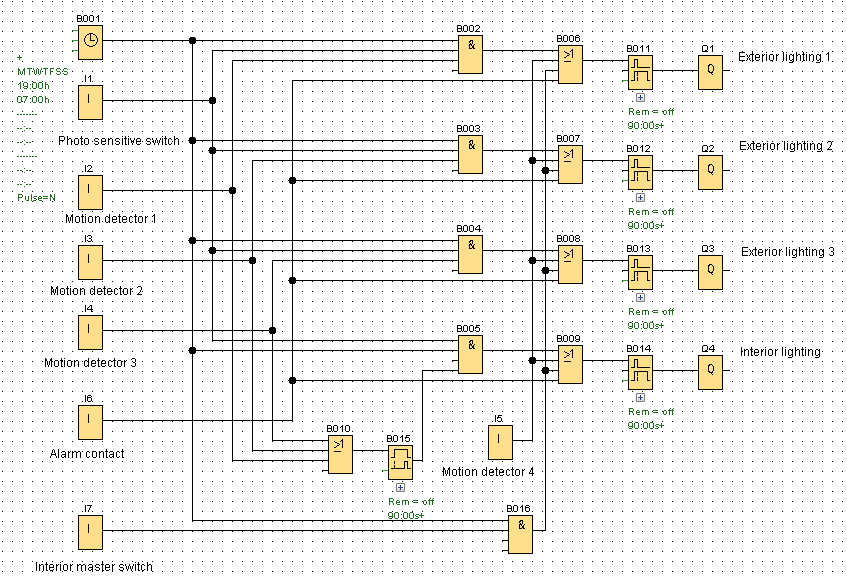 B001
+
MTWTFSS
19:00h
07:00h
------
--:--
--:--
------
--:--
--:--
Pulse=N
I1.
I
Photo sensitive switch
I2.
I
Motion detector 1
I3.
I
Motion detector 2
I4
I
Motion detector 3
I6.
I
Alarm contact
I7.
I
Interior master switch
B002
&
B003
&
B004
&
B005
&
B006
≥1
B007
≥1
B008
≥1
B009
≥1
B010.
≥1
B015.
Rem = off
90:00s+
I5.
I
Motion detector 4
B016
&
B011
Rem = off
90:00s+
B012
Rem = off
90:00s+
B013
Rem = off
90:00s+
B014
Rem = off
90:00s+
Q1
Q
Exterior lighting 1
Q2
Q
Exterior lighting 2
Q3
Q
Exterior lighting 3
Q4
Q
Interior lighting